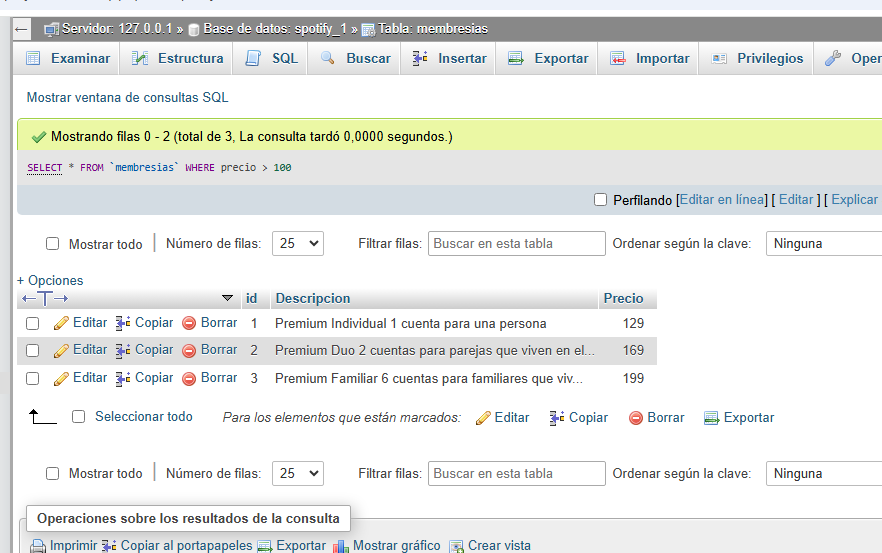 Servidor: 127.0.0.1 » Base de datos: spotify_1 » Tabla: membresias
Examinar Estructura SQL Buscar Insertar Exportar Importar Privilegios Oper
Mostrar ventana de consultas SQL
Mostrando filas 0 - 2 (total de 3, La consulta tardó 0,0000 segundos.)
SELECT * FROM `membresias` WHERE precio > 100
Perfilando [Editar en línea] [ Editar ] [ Explicar
Mostrar todo | Número de filas: 25 Filtrar filas: Buscar en esta tabla Ordenar según la clave: Ninguna
+ Opciones
←T→ id Descripcion Precio
Editar Copiar Borrar 1 Premium Individual 1 cuenta para una persona 129
Editar Copiar Borrar 2 Premium Duo 2 cuentas para parejas que viven en el... 169
Editar Copiar Borrar 3 Premium Familiar 6 cuentas para familiares que viv... 199
Seleccionar todo Para los elementos que están marcados: Editar Copiar Borrar Exportar
Mostrar todo | Número de filas: 25 Filtrar filas: Buscar en esta tabla Ordenar según la clave: Ninguna
Operaciones sobre los resultados de la consulta
Imprimir Copiar al portapapeles Exportar Mostrar gráfico Crear vista